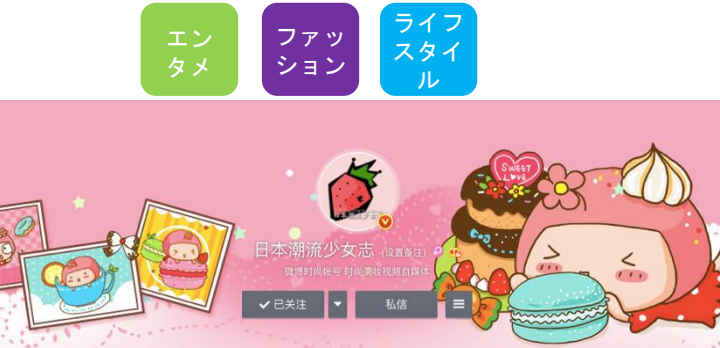 エン
タメ
ファッ
ション
ライフ
スタイ
ル
SWEET
LOVE
日本潮流少女志 (设置备注)
微博时尚帐号 时尚美妆视频自媒体
已关注
私信